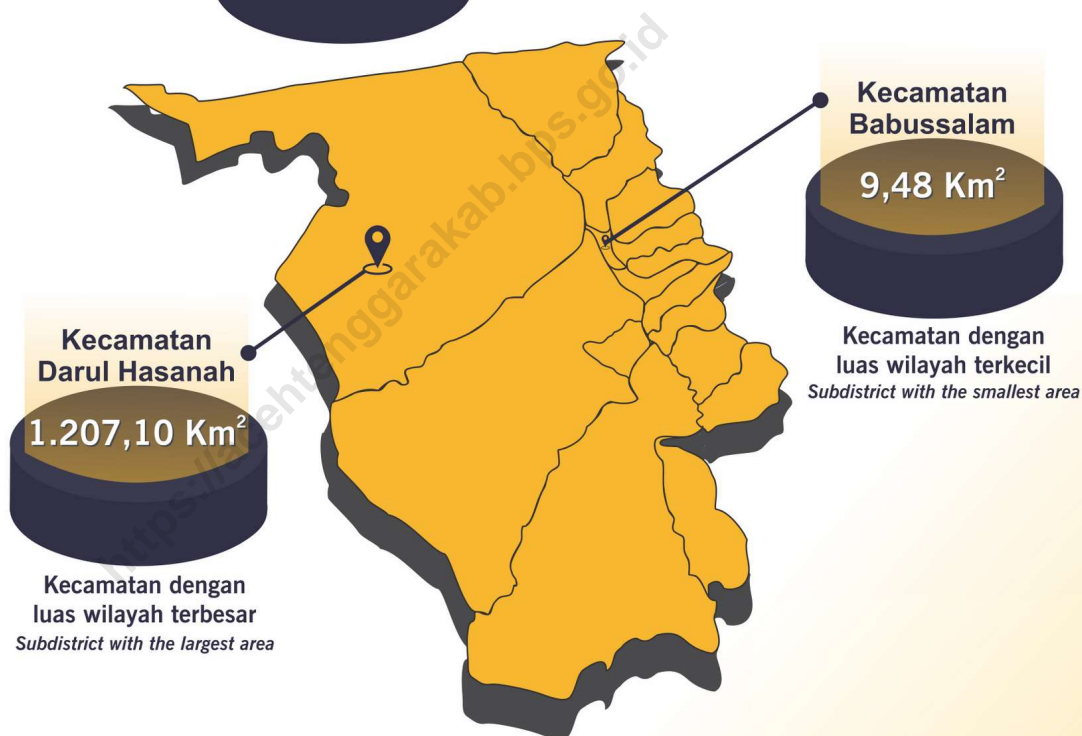 Kecamatan
Babussalam
9,48 Km²
Kecamatan dengan
luas wilayah terkecil
Subdistrict with the smallest area
Kecamatan
Darul Hasanah
1.207,10 Km²
Kecamatan dengan
luas wilayah terbesar
Subdistrict with the largest area
https://acehtenggarakab.bps.go.id